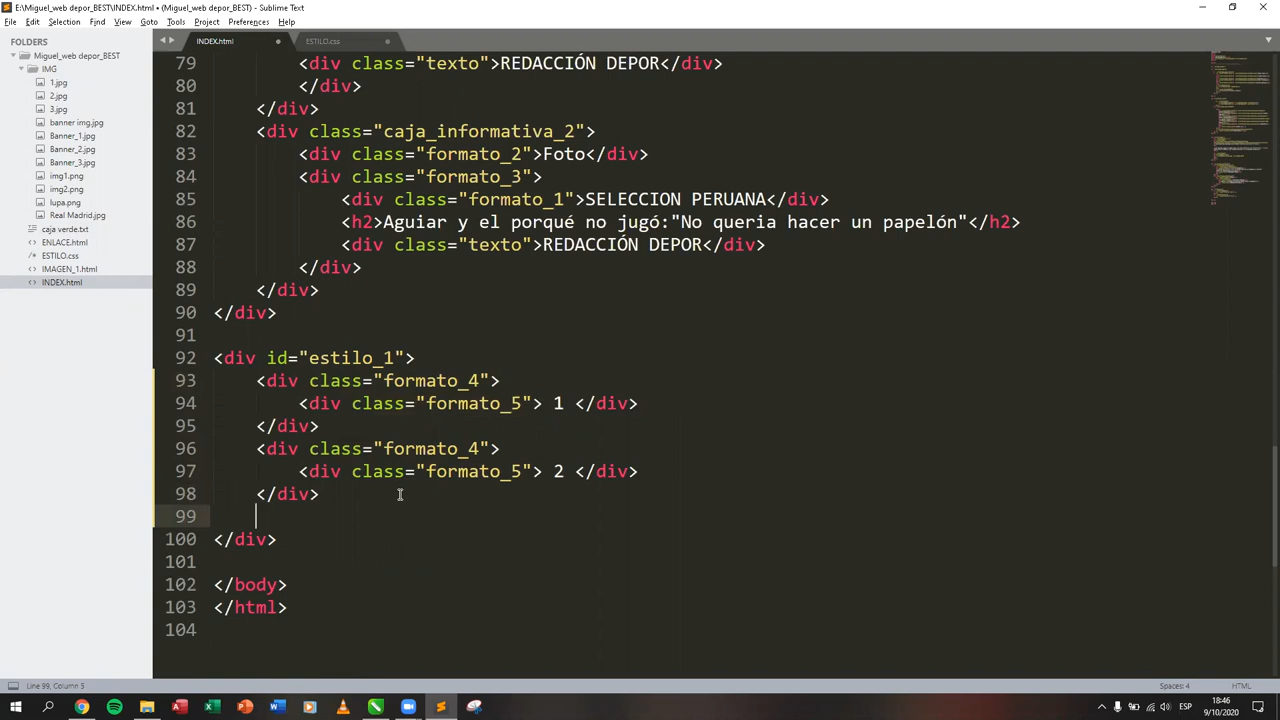 E:\Miguel_web depor_BEST\INDEX.html • (Miguel_web depor_BEST) - Sublime Text
File Edit Selection Find View Goto Tools Project Preferences Help
FOLDERS
Miguel_web depor_BEST
IMG
1.jpg
2.jpg
3.jpg
banner img.jpg
Banner_1.jpg
Banner_2.jpg
Banner_3.jpg
img1.png
img2.png
lupa.png
Real Madrid.jpg
caja verde.txt
ENLACE.html
ESTILO.css
IMAGEN_1.html
INDEX.html
INDEX.html ESTILO.css
79 <div class="texto">REDACCIÓN DEPOR</div>
80 </div>
81 </div>
82 <div class="caja_informativa_2">
83 <div class="formato_2">Foto</div>
84 <div class="formato_3">
85 <div class="formato_1">SELECCION PERUANA</div>
86 <h2>Aguiar y el porqué no jugó:"No queria hacer un papelón"</h2>
87 <div class="texto">REDACCIÓN DEPOR</div>
88 </div>
89 </div>
90 </div>
91
92 <div id="estilo_1">
93 <div class="formato_4">
94 <div class="formato_5"> 1 </div>
95 </div>
96 <div class="formato_4">
97 <div class="formato_5"> 2 </div>
98 </div>
99
100 </div>
101
102 </body>
103 </html>
104
Line 99, Column 5 Spaces: 4 HTML
ESP 18:46
9/10/2020